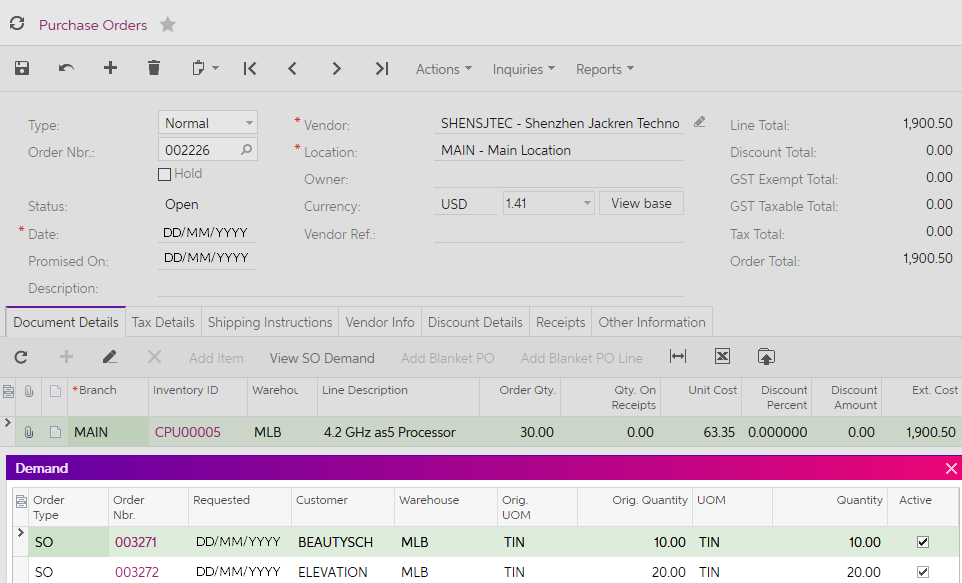 Purchase Orders
Actions Inquiries Reports
Type: Normal * Vendor: SHENSJTEC - Shenzhen Jackren Techno Line Total: 1,900.50
Order Nbr.: 002226 * Location: MAIN - Main Location Discount Total: 0.00
Hold Owner: GST Exempt Total: 0.00
Status: Open Currency: USD 1.41 View base GST Taxable Total: 0.00
* Date: DD/MM/YYYY Vendor Ref.: Tax Total: 0.00
Promised On: DD/MM/YYYY Order Total: 1,900.50
Description:
Document Details Tax Details Shipping Instructions Vendor Info Discount Details Receipts Other Information
Add Item View SO Demand Add Blanket PO Add Blanket PO Line
*Branch Inventory ID Warehou Line Description Order Qty. Qty. On Unit Cost Discount Discount Ext. Cost
Receipts Percent Amount
MAIN CPU00005 MLB 4.2 GHz as5 Processor 30.00 0.00 63.35 0.000000 0.00 1,900.50
Demand
Order Order Requested Customer Warehouse Orig. Orig. Quantity UOM Quantity Active
Type Nbr. UOM
SO 003271 DD/MM/YYYY BEAUTYSCH MLB TIN 10.00 TIN 10.00
SO 003272 DD/MM/YYYY ELEVATION MLB TIN 20.00 TIN 20.00